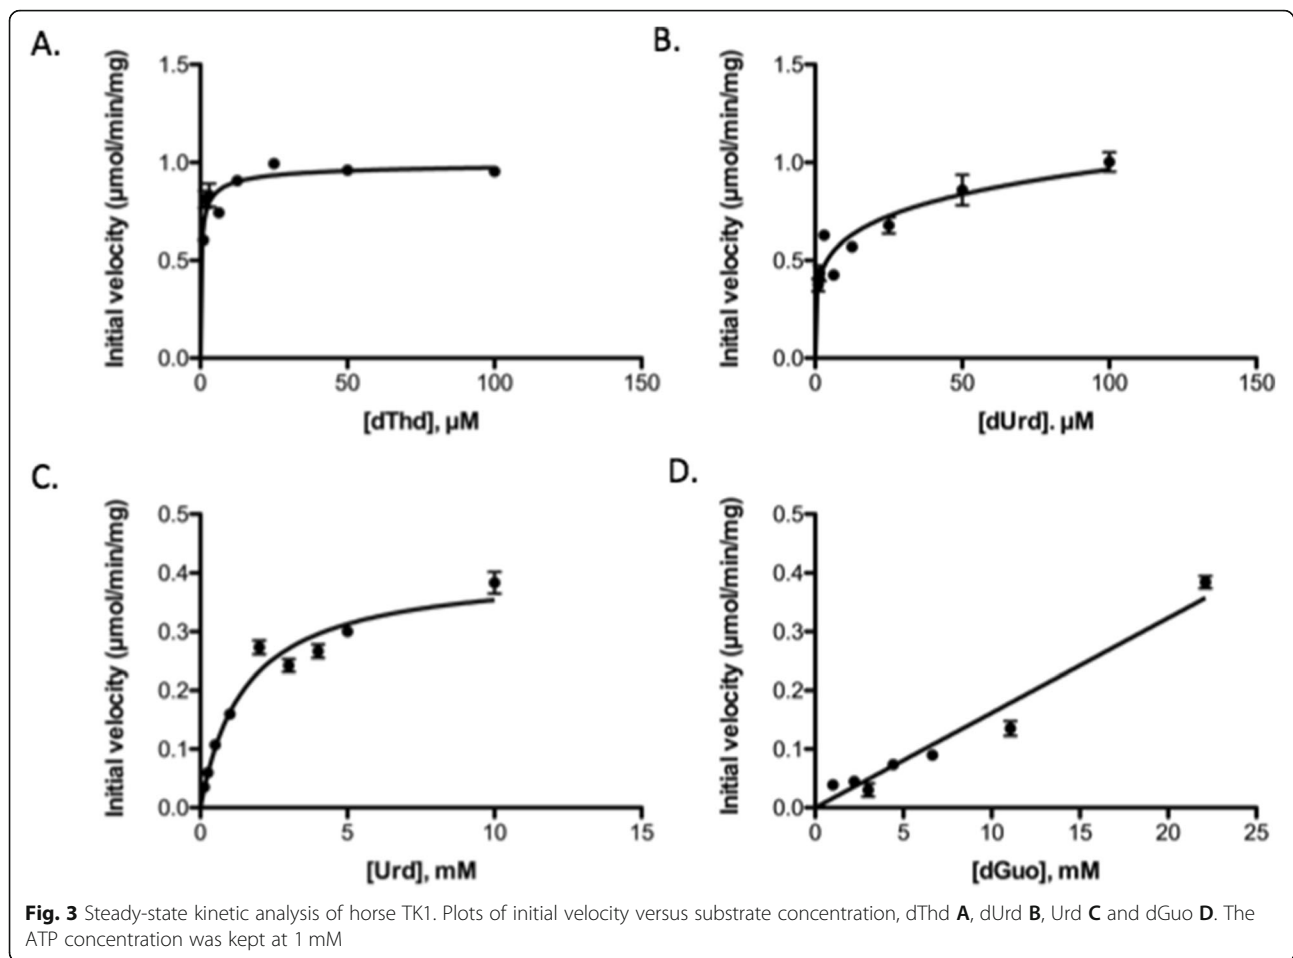 A.
Initial velocity (µmol/min/mg)
1.5
1.0
0.5
0.0
0
50
100
150
[dThd], µM
B.
Initial velocity (µmol/min/mg)
1.5
1.0
0.5
0.0
0
50
100
150
[dUrd]. µM
C.
Initial velocity (µmol/min/mg)
0.5
0.4
0.3
0.2
0.1
0.0
0
5
10
15
[Urd], mM
D.
Initial velocity (µmol/min/mg)
0.5
0.4
0.3
0.2
0.1
0.0
0
5
10
15
20
25
[dGuo], mM
Fig. 3 Steady-state kinetic analysis of horse TK1. Plots of initial velocity versus substrate concentration, dThd A, dUrd B, Urd C and dGuo D. The
ATP concentration was kept at 1 mM